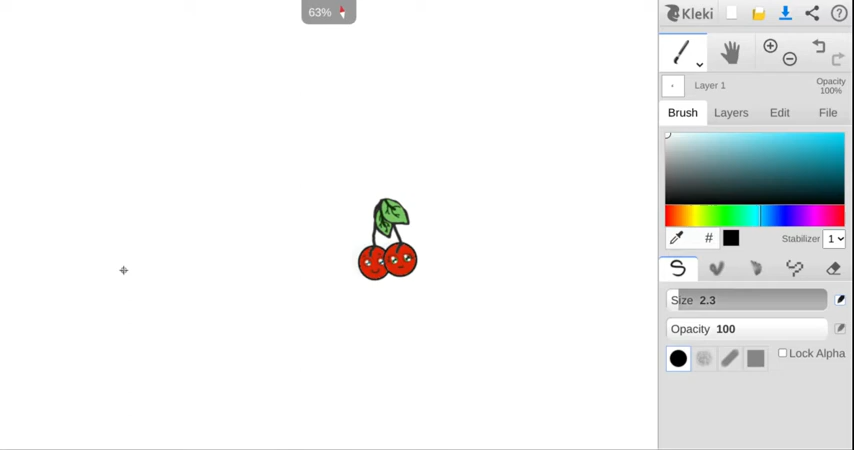 63%
Kleki
?
Layer 1
Opacity
100%
Brush Layers Edit File
# Stabilizer 1
Size 2.3
Opacity 100
Lock Alpha